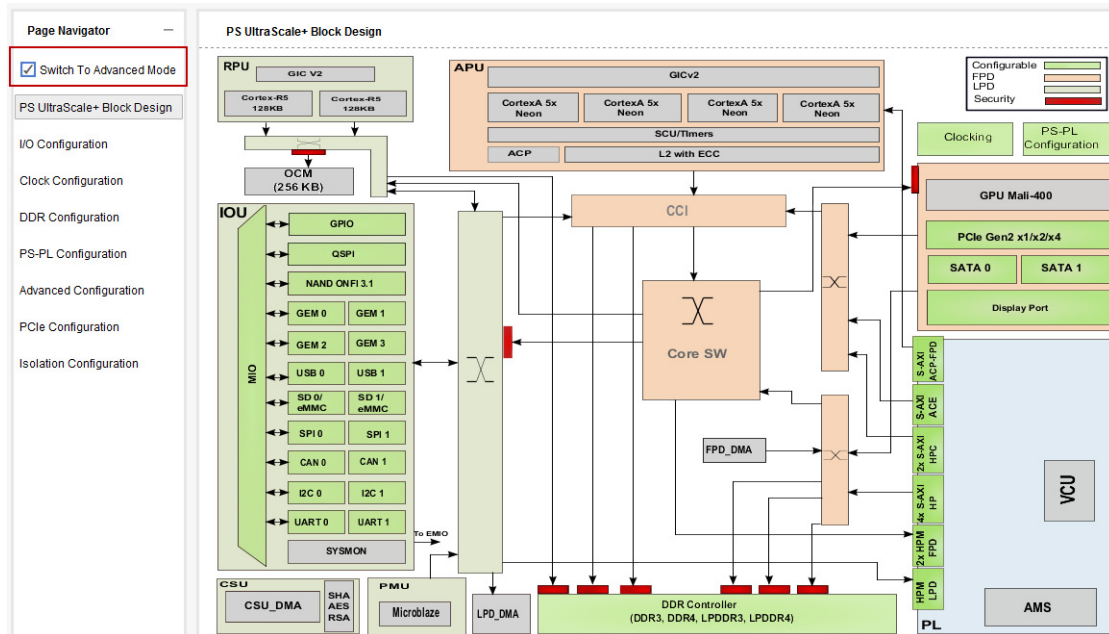 Page Navigator
Switch To Advanced Mode
PS UltraScale+ Block Design
I/O Configuration
Clock Configuration
DDR Configuration
PS-PL Configuration
Advanced Configuration
PCIe Configuration
Isolation Configuration
PS UltraScale+ Block Design
RPU
GIC V2
Cortex-R5
128KB
Cortex-R5
128KB
OCM
(256 KB)
APU
GICv2
CortexA 5x
Neon
CortexA 5x
Neon
CortexA 5x
Neon
CortexA 5x
Neon
SCU/TImers
ACP
L2 with ECC
Configurable
FPD
LPD
Security
Clocking
PS-PL
Configuration
GPU Mali-400
PCIe Gen2 x1/x2/x4
SATA 0
SATA 1
Display Port
IOU
MIO
GPIO
QSPI
NAND ONFI 3.1
GEM 0
GEM 1
GEM 2
GEM 3
USB 0
USB 1
SD 0/
eMMC
SD 1/
eMMC
SPI 0
SPI 1
CAN 0
CAN 1
I2C 0
I2C 1
UART 0
UART 1
SYSMON
To EMIO
CCI
Core SW
FPD_DMA
S-AXI
ACP-FPD
S-AXI
ACE
2x S-AXI
HPC
4x S-AXI
HP
2x HPM
FPD
HPM
LPD
VCU
AMS
PL
CSU
CSU_DMA
SHA
AES
RSA
PMU
Microblaze
LPD_DMA
DDR Controller
(DDR3, DDR4, LPDDR3, LPDDR4)